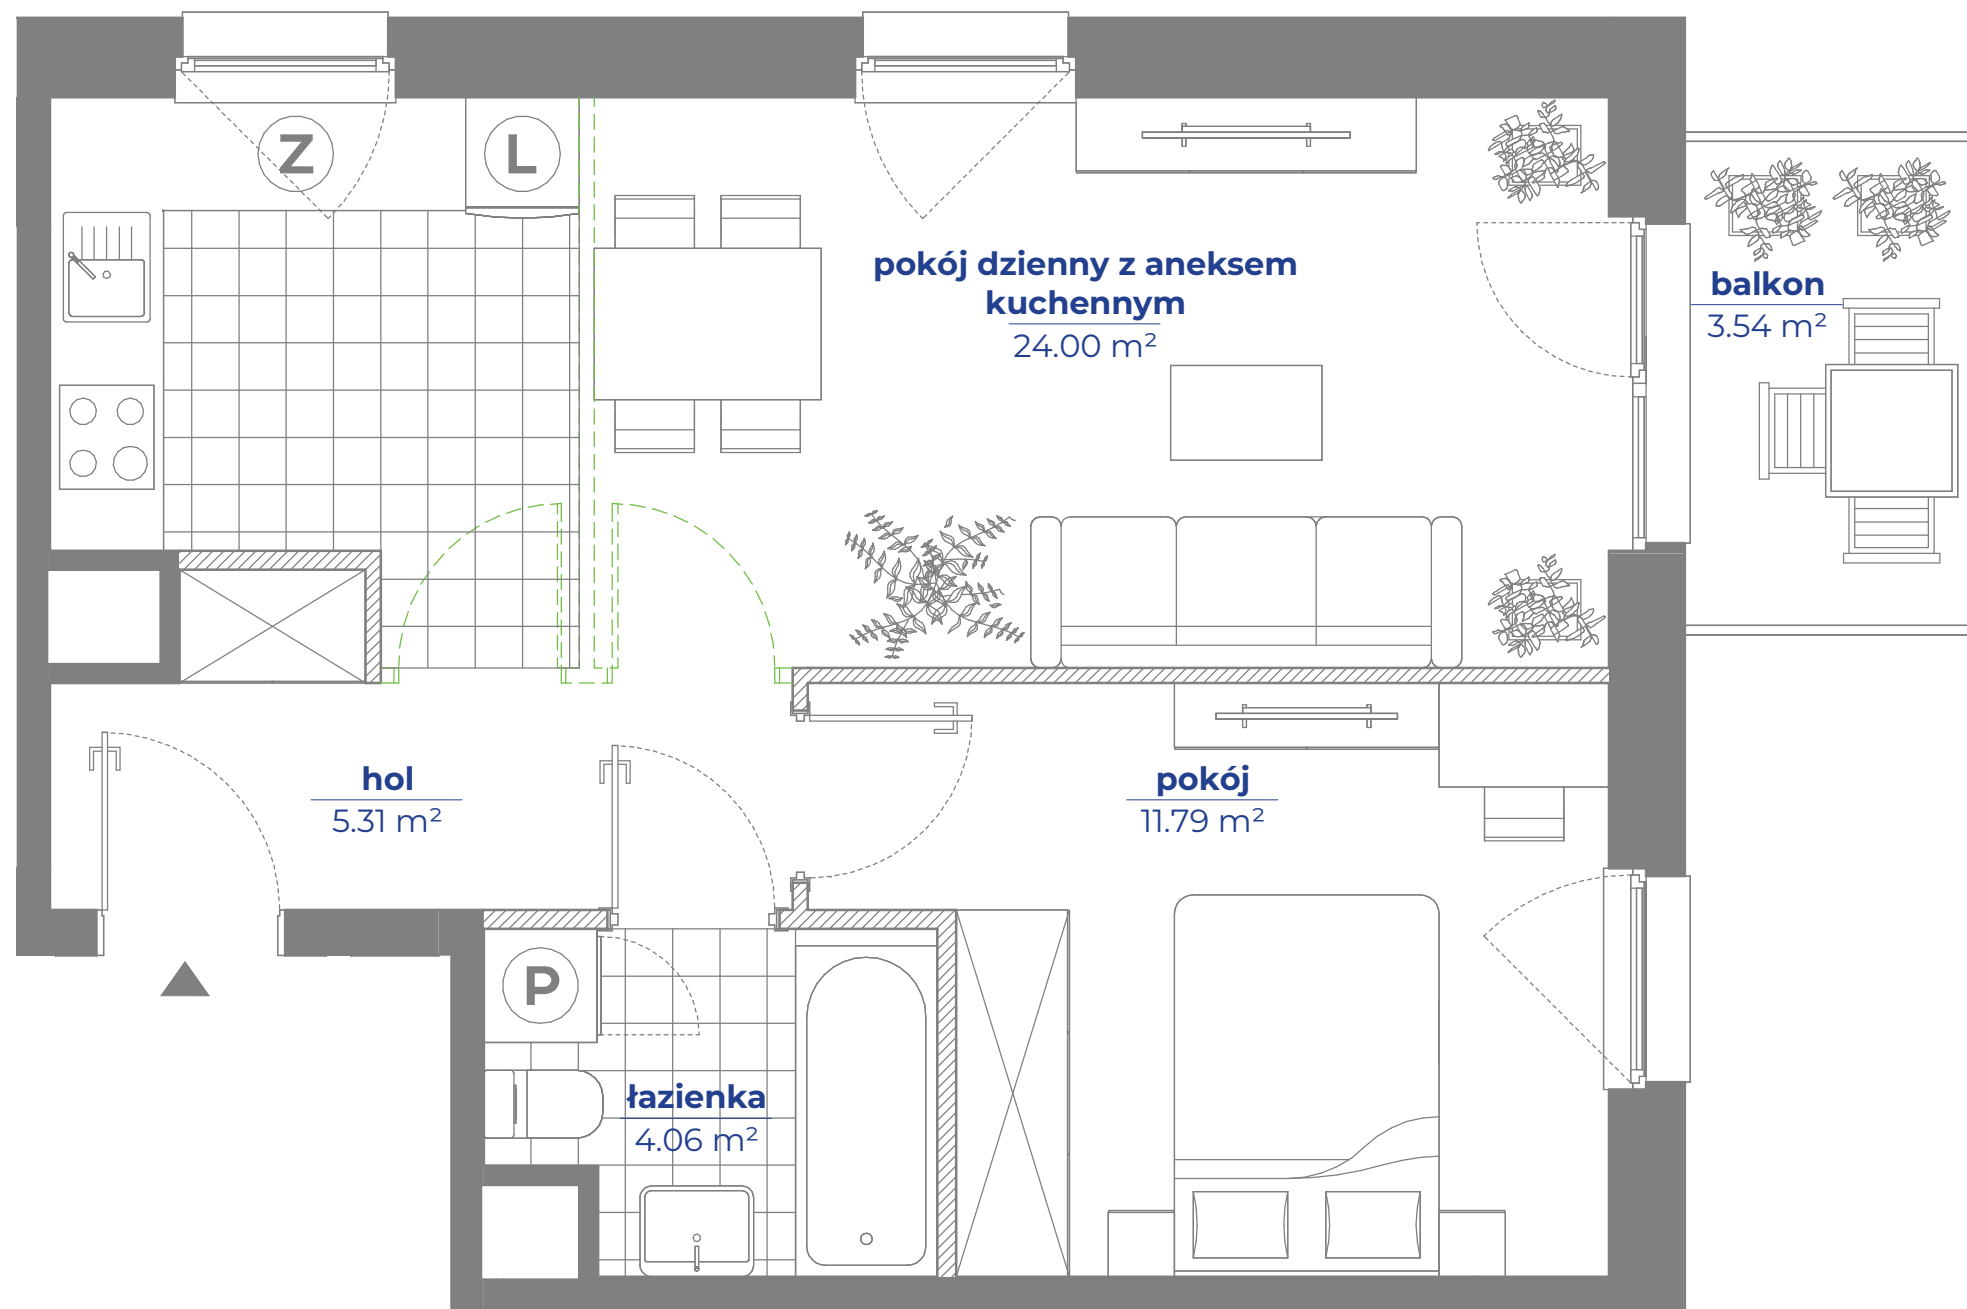 Z
L
pokój dzienny z aneksem
kuchennym
24.00 m²
balkon
3.54 m²
hol
5.31 m²
pokój
11.79 m²
P
łazienka
4.06 m²